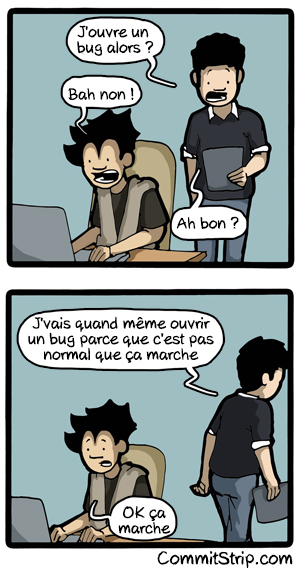 J'ouvre un
bug alors ?
Bah non !
Ah bon ?
J'vais quand même ouvrir
un bug parce que c'est pas
normal que ça marche
OK ça
marche
CommitStrip.com